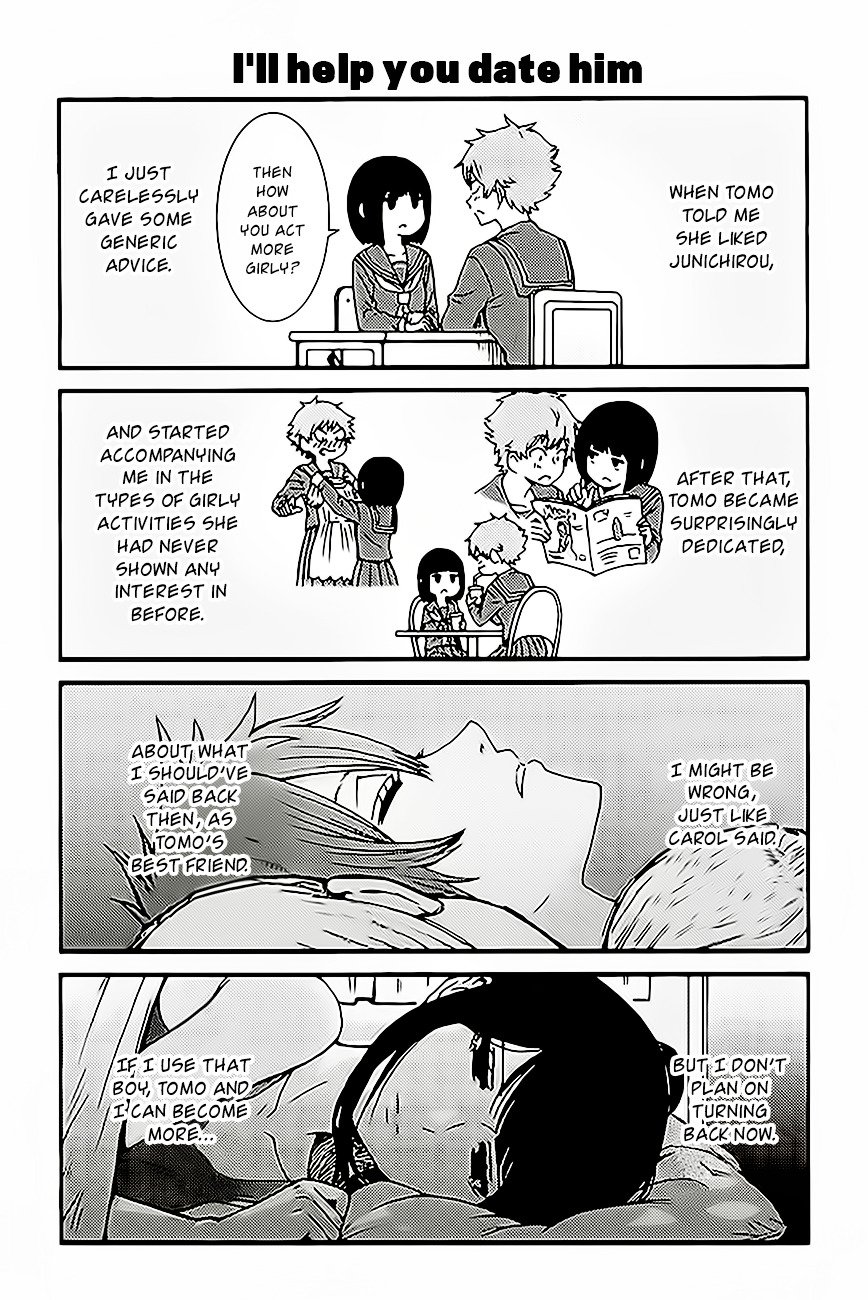 I'll help you date him
WHEN TOMO
TOLD ME
SHE LIKED
JUNICHIROU,
THEN
HOW
ABOUT
YOU ACT
MORE
GIRLY?
I JUST
CARELESSLY
GAVE SOME
GENERIC
ADVICE.
AFTER THAT,
TOMO BECAME
SURPRISINGLY
DEDICATED,
AND STARTED
ACCOMPANYING
ME IN THE
TYPES OF GIRLY
ACTIVITIES SHE
HAD NEVER
SHOWN ANY
INTEREST IN
BEFORE.
I MIGHT BE
WRONG,
JUST LIKE
CAROL SAID.
ABOUT WHAT
I SHOULD'VE
SAID BACK
THEN, AS
TOMO'S
BEST FRIEND.
BUT I DON'T
PLAN ON
TURNING
BACK NOW.
IF I USE THAT
BOY, TOMO AND
I CAN BECOME
MORE...